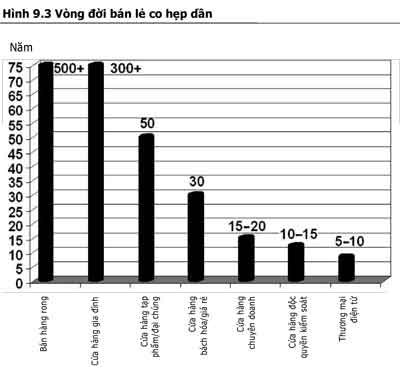 Hình 9.3 Vòng đời bán lẻ co hẹp dần
Năm
75
70
65
60
55
50
45
40
35
30
25
20
15
10
5
0
500+
300+
50
30
15–20
10–15
5–10
Bán hàng rong
Cửa hàng gia đình
Cửa hàng tạp
phẩm/đại chúng
Cửa hàng
bách hóa/giá rẻ
Cửa hàng
chuyên doanh
Cửa hàng độc
quyền kiểm soát
Thương mại
điện tử